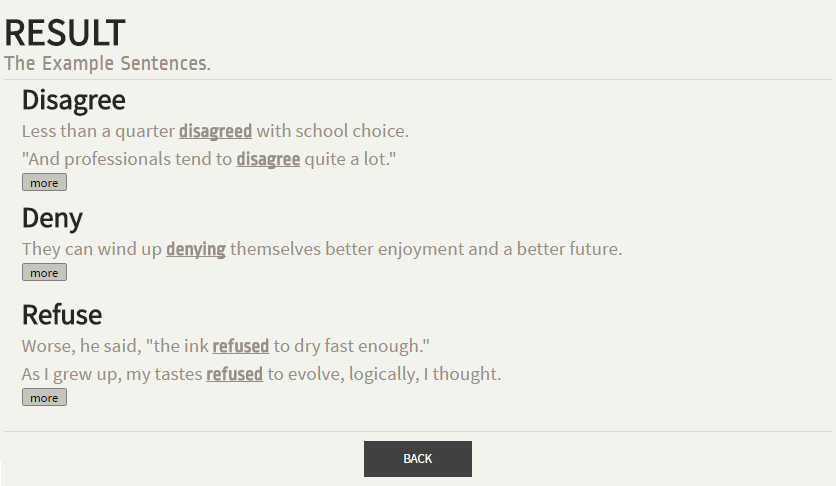 RESULT
The Example Sentences.
Disagree
Less than a quarter disagreed with school choice.
"And professionals tend to disagree quite a lot."
more
Deny
They can wind up denying themselves better enjoyment and a better future.
more
Refuse
Worse, he said, "the ink refused to dry fast enough."
As I grew up, my tastes refused to evolve, logically, I thought.
more
BACK